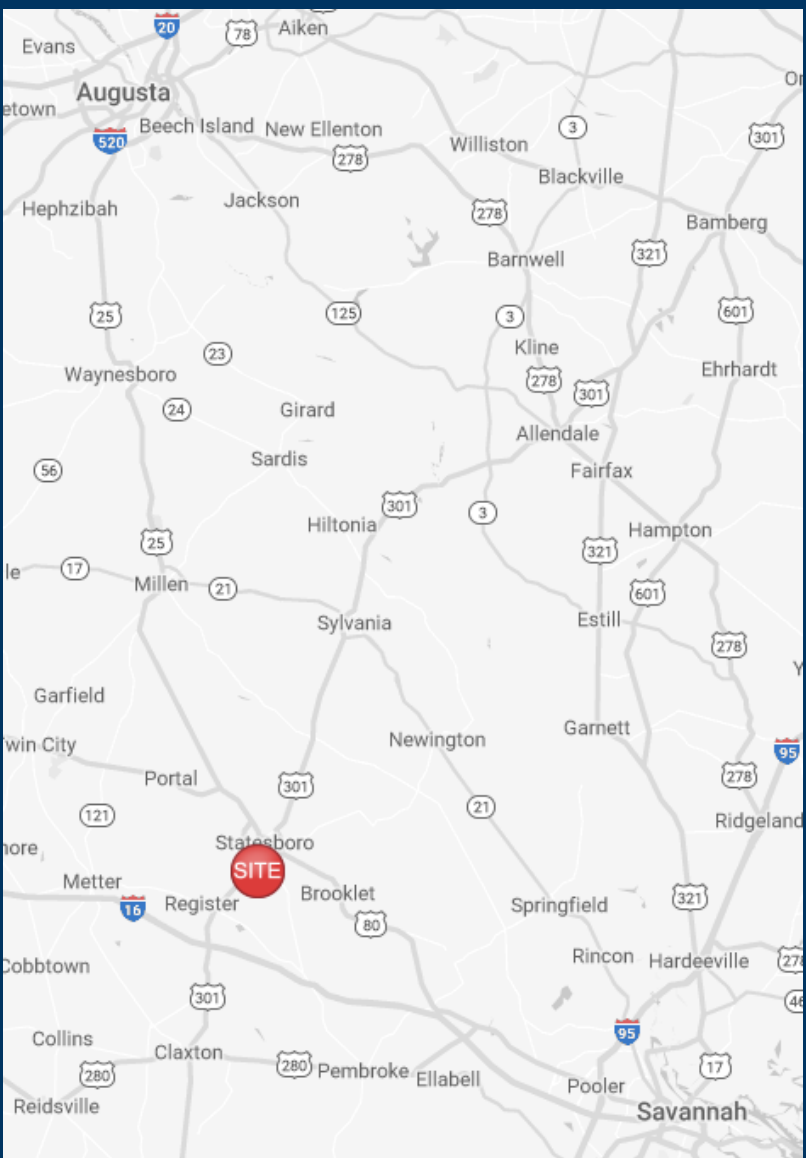 20
78
Aiken
Evans
Augusta
etown
Beech Island
New Ellenton
520
278
Williston
3
301
Or
Blackville
Hephzibah
Jackson
278
Bamberg
Barnwell
321
25
125
3
601
23
Kline
Waynesboro
278
301
Ehrhardt
24
Girard
Allendale
56
Sardis
Fairfax
301
3
Hiltonia
Hampton
25
321
le
17
Millen
21
601
Sylvania
Estill
278
Y
Garfield
Garnett
win City
Newington
95
Portal
301
278
121
21
Ridgeland
Statesboro
nore
SITE
Metter
Brooklet
16
Register
80
Springfield
321
Rincon
Hardeeville
278
Cobbtown
301
46
95
Collins
Claxton
280
280
Pembroke
Ellabell
17
Pooler
Reidsville
Savannah